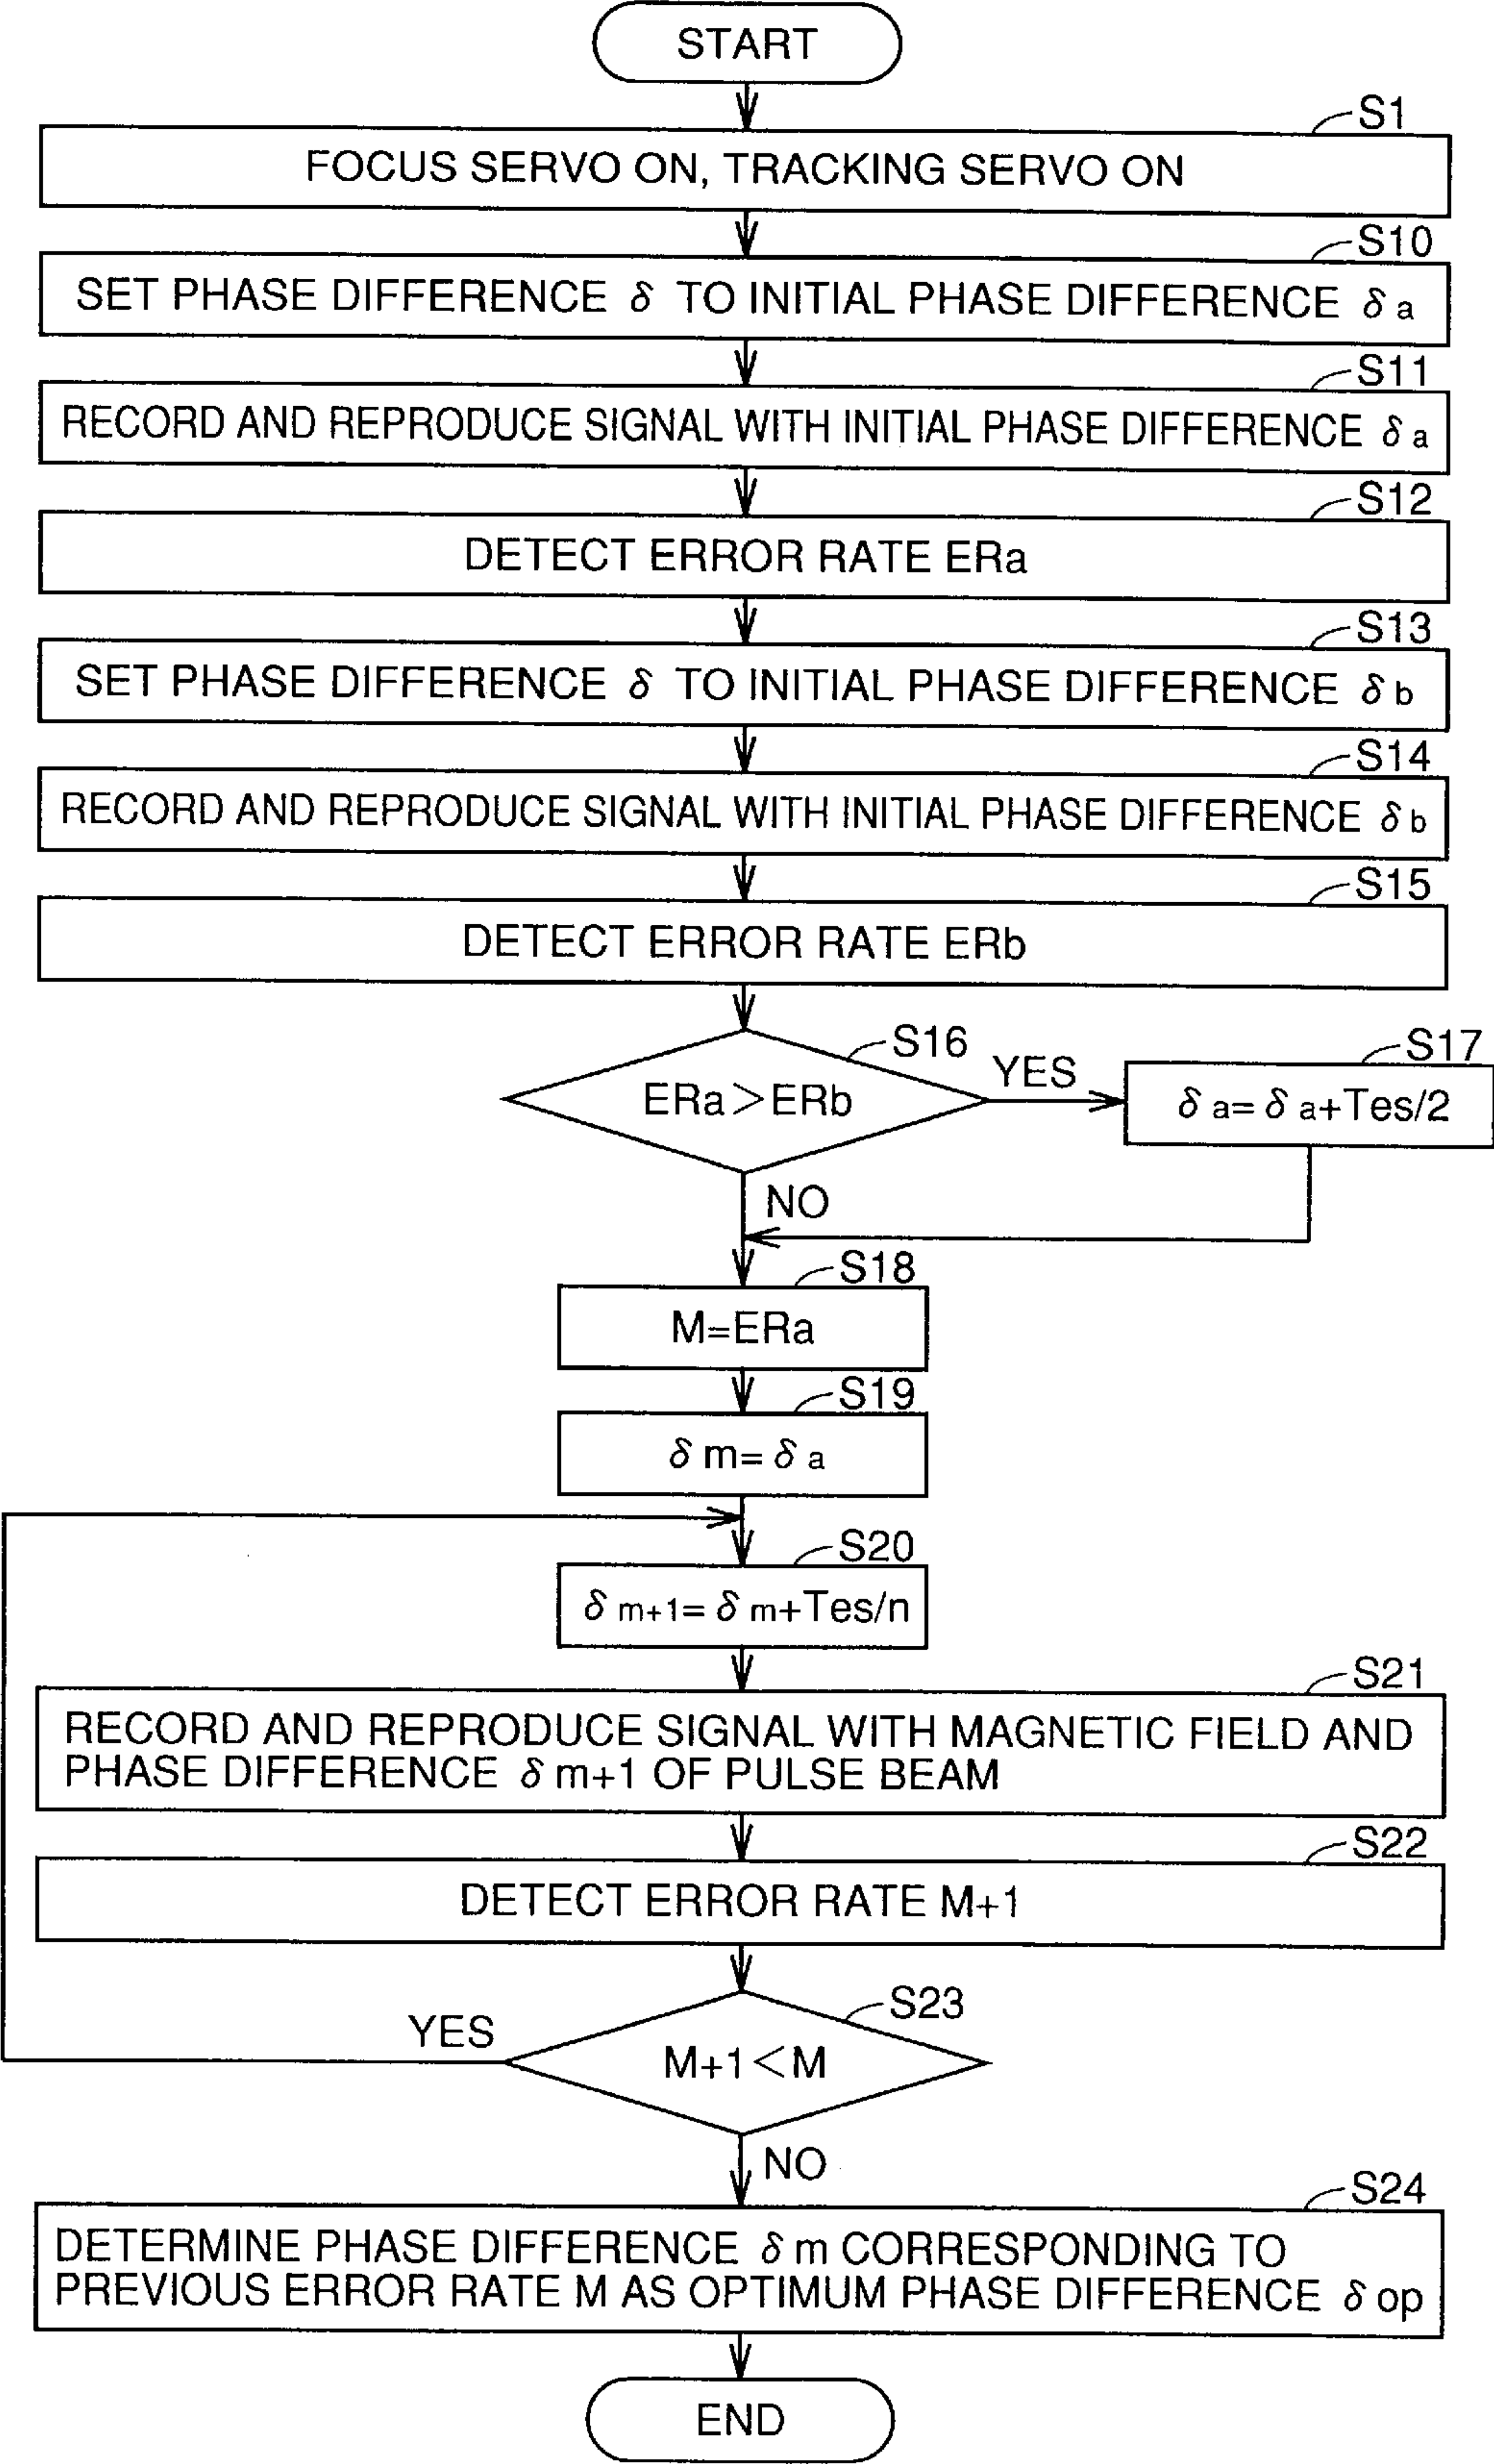 START
S1
FOCUS SERVO ON, TRACKING SERVO ON
S10
SET PHASE DIFFERENCE δ TO INITIAL PHASE DIFFERENCE δa
S11
RECORD AND REPRODUCE SIGNAL WITH INITIAL PHASE DIFFERENCE δa
S12
DETECT ERROR RATE ERa
S13
SET PHASE DIFFERENCE δ TO INITIAL PHASE DIFFERENCE δb
S14
RECORD AND REPRODUCE SIGNAL WITH INITIAL PHASE DIFFERENCE δb
S15
DETECT ERROR RATE ERb
S16
ERa>ERb
YES
S17
δa=δa+Tes/2
NO
S18
M=ERa
S19
δm=δa
S20
δm+1=δm+Tes/n
S21
RECORD AND REPRODUCE SIGNAL WITH MAGNETIC FIELD AND
PHASE DIFFERENCE δm+1 OF PULSE BEAM
S22
DETECT ERROR RATE M+1
S23
M+1<M
YES
NO
S24
DETERMINE PHASE DIFFERENCE δm CORRESPONDING TO
PREVIOUS ERROR RATE M AS OPTIMUM PHASE DIFFERENCE δop
END